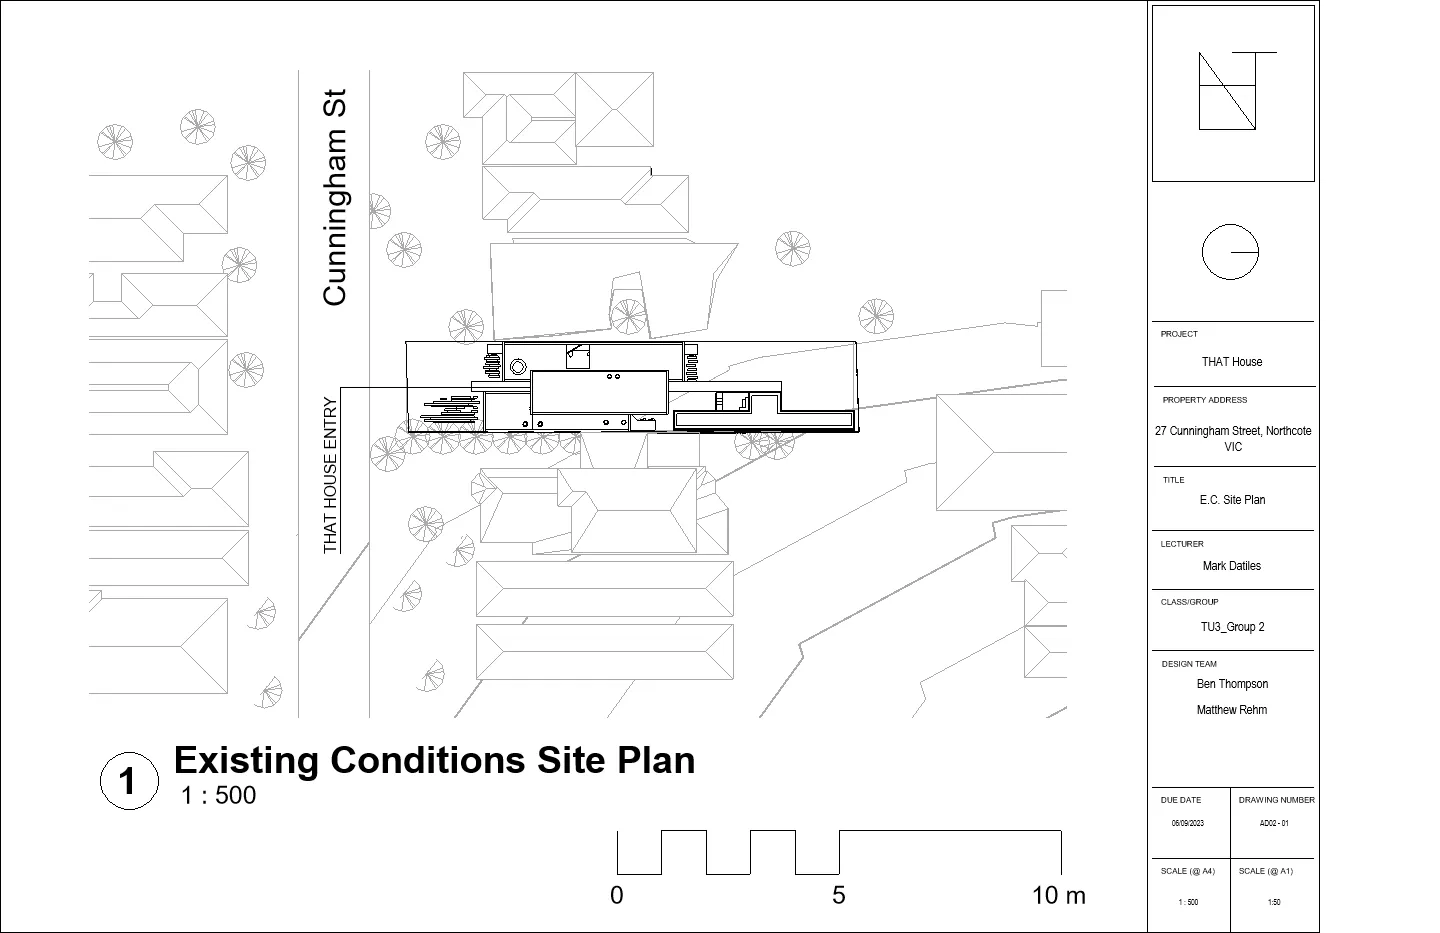 Cunningham St
THAT HOUSE ENTRY
1
Existing Conditions Site Plan
1 : 500
0 5 10 m
PROJECT
THAT House
PROPERTY ADDRESS
27 Cunningham Street, Northcote
VIC
TITLE
E.C. Site Plan
LECTURER
Mark Datiles
CLASS/GROUP
TU3_Group 2
DESIGN TEAM
Ben Thompson
Matthew Rehm
DUE DATE
06/09/2023
DRAWING NUMBER
AD02 - 01
SCALE (@ A4)
1 : 500
SCALE (@ A1)
1:50